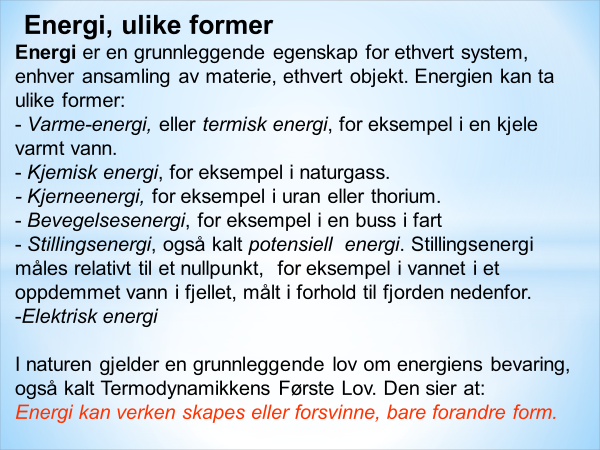 Energi, ulike former
Energi er en grunnleggende egenskap for ethvert system,
enhver ansamling av materie, ethvert objekt. Energien kan ta
ulike former:
- Varme-energi, eller termisk energi, for eksempel i en kjele
varmt vann.
- Kjemisk energi, for eksempel i naturgass.
- Kjerneenergi, for eksempel i uran eller thorium.
- Bevegelsesenergi, for eksempel i en buss i fart
- Stillingsenergi, også kalt potensiell energi. Stillingsenergi
måles relativt til et nullpunkt, for eksempel i vannet i et
oppdemmet vann i fjellet, målt i forhold til fjorden nedenfor.
-Elektrisk energi
I naturen gjelder en grunnleggende lov om energiens bevaring,
også kalt Termodynamikkens Første Lov. Den sier at:
Energi kan verken skapes eller forsvinne, bare forandre form.